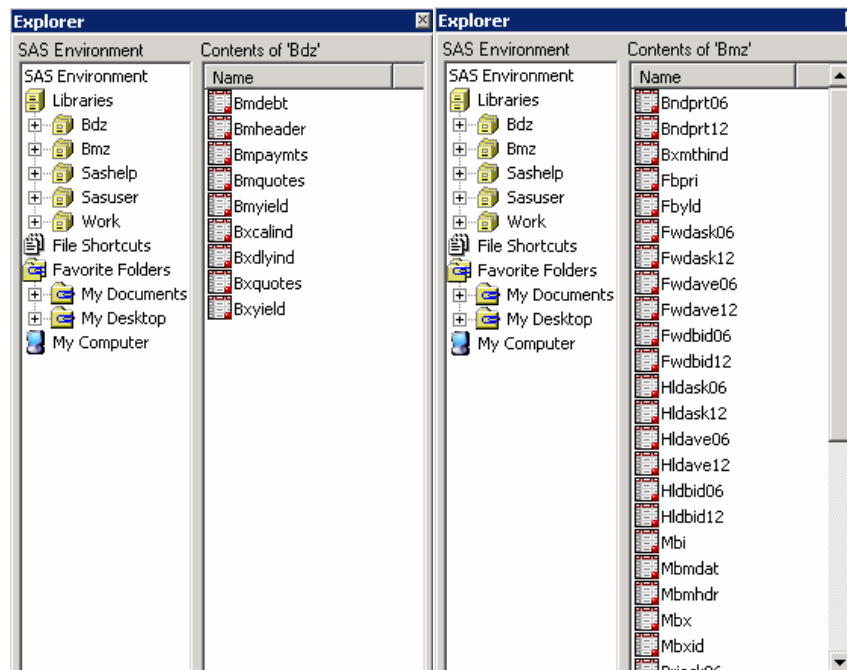 Explorer
SAS Environment
SAS Environment
Libraries
Bdz
Bmz
Sashelp
Sasuser
Work
File Shortcuts
Favorite Folders
My Documents
My Desktop
My Computer
Contents of 'Bdz'
Name
Bmdebt
Bmheader
Bmpaymts
Bmquotes
Bmyield
Bxcalind
Bxdlyind
Bxquotes
Bxyield
Explorer
SAS Environment
SAS Environment
Libraries
Bdz
Bmz
Sashelp
Sasuser
Work
File Shortcuts
Favorite Folders
My Documents
My Desktop
My Computer
Contents of 'Bmz'
Name
Bndprt06
Bndprt12
Bxmthind
Fbpri
Fbyld
Fwdask06
Fwdask12
Fwdave06
Fwdave12
Fwdbid06
Fwdbid12
Hldask06
Hldask12
Hldave06
Hldave12
Hldbid06
Hldbid12
Mbi
Mbmdat
Mbmhdr
Mbx
Mbxid